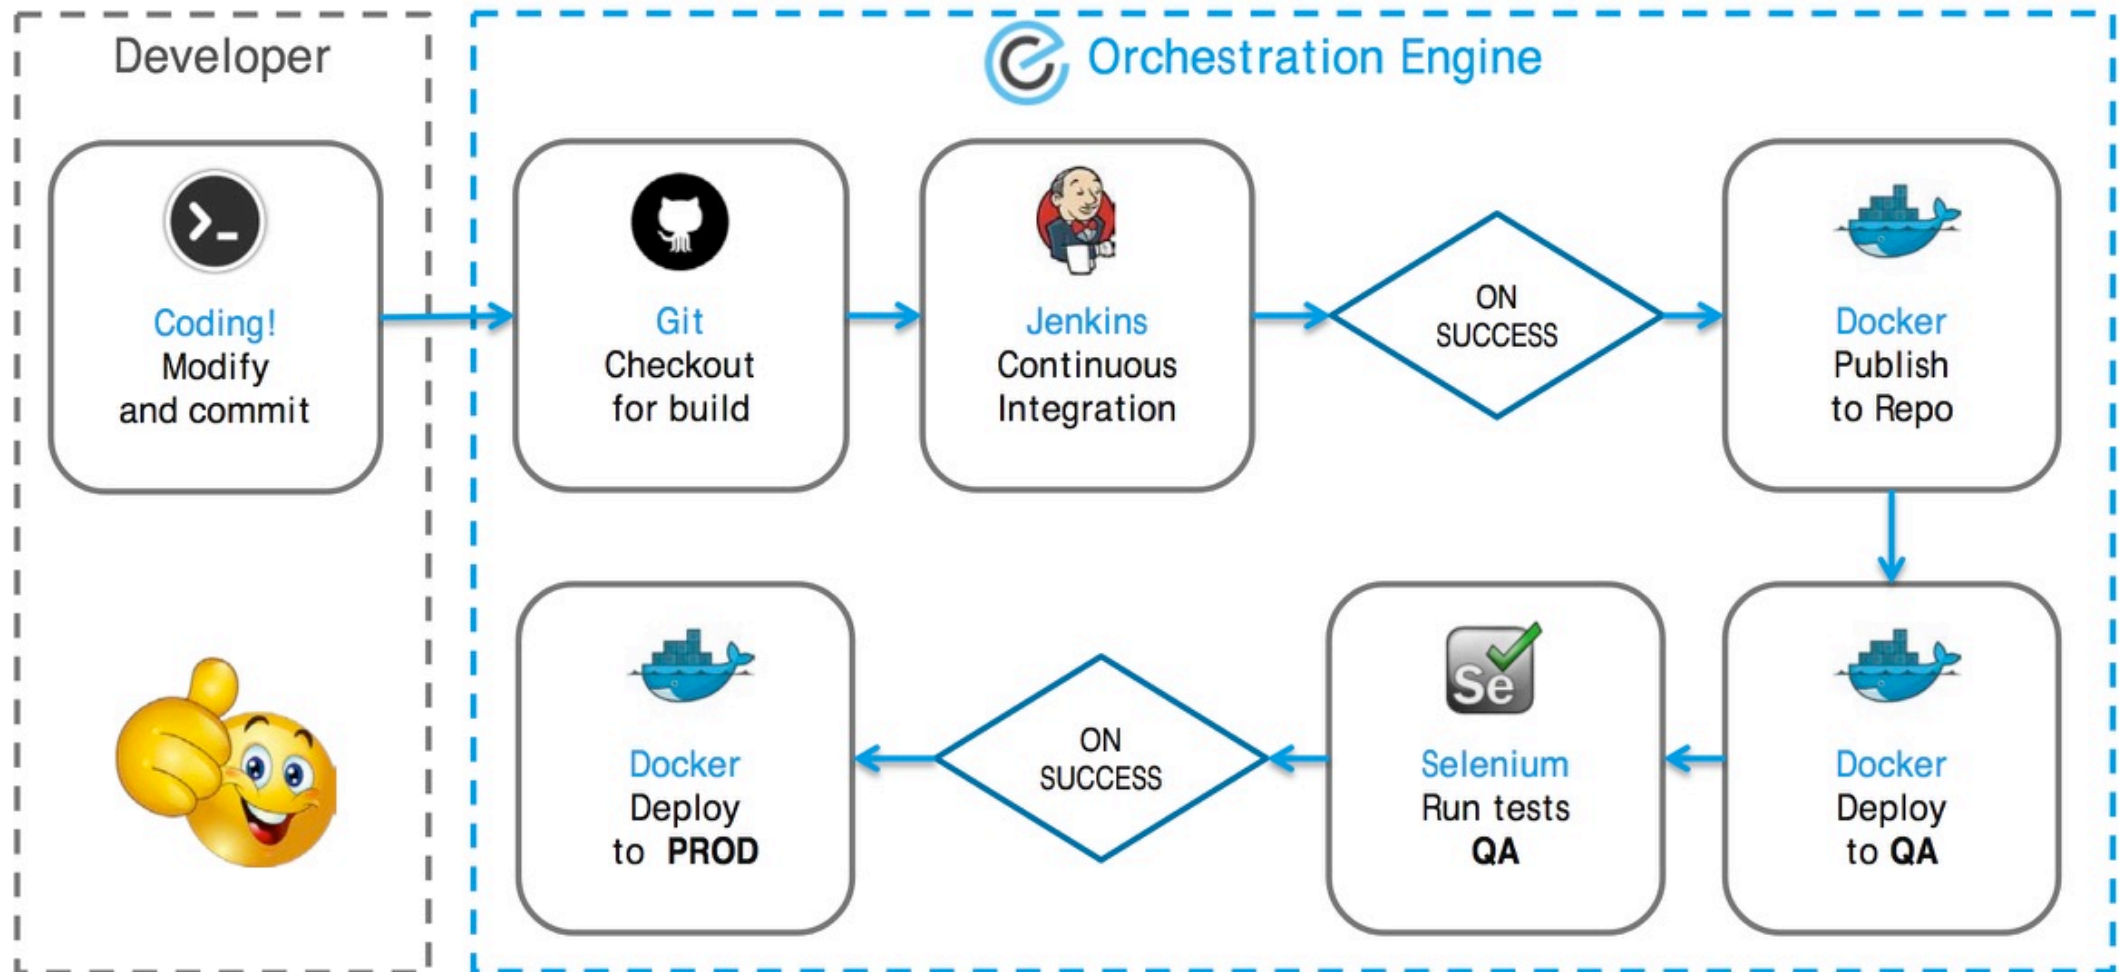 Developer
Orchestration Engine
Coding!
Modify
and commit
Git
Checkout
for build
Jenkins
Continuous
Integration
ON
SUCCESS
Docker
Publish
to Repo
Docker
Deploy
to QA
Se
Selenium
Run tests
QA
ON
SUCCESS
Docker
Deploy
to PROD